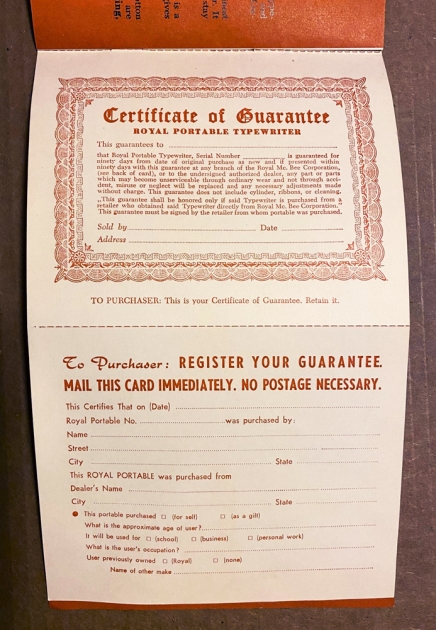 Certificate of Guarantee
ROYAL PORTABLE TYPEWRITER
This guarantees to
that Royal Portable Typewriter, Serial Number is guaranteed for
ninety days from date of original purchase as new and if presented within
ninety days with this guarantee at any branch of the Royal Mc. Bee Corporation,
(see back of card), or to the undersigned authorized dealer, any part or parts
which may become unserviceable through ordinary wear and not through acci-
dent, misuse or neglect will be replaced and any necessary adjustments made
without charge. This guarantee does not include cylinder, ribbons, or cleaning.
"This guarantee shall be honored only if said Typewriter is purchased from a
retailer who obtained said Typewriter directly from Royal Mc. Bee Corporation."
This guarantee must be signed by the retailer from whom portable was purchased.
Sold by Date
Address
TO PURCHASER: This is your Certificate of Guarantee. Retain it.
To Purchaser: REGISTER YOUR GUARANTEE.
MAIL THIS CARD IMMEDIATELY. NO POSTAGE NECESSARY.
This Certifies That on (Date)
Royal Portable No. was purchased by:
Name
Street
City State
This ROYAL PORTABLE was purchased from
Dealer's Name
City State
This portable purchased (for self) (as a gift)
What is the approximate age of user?
It will be used for (school) (business) (personal work)
What is the user's occupation?
User previously owned (Royal) (none)
Name of other make